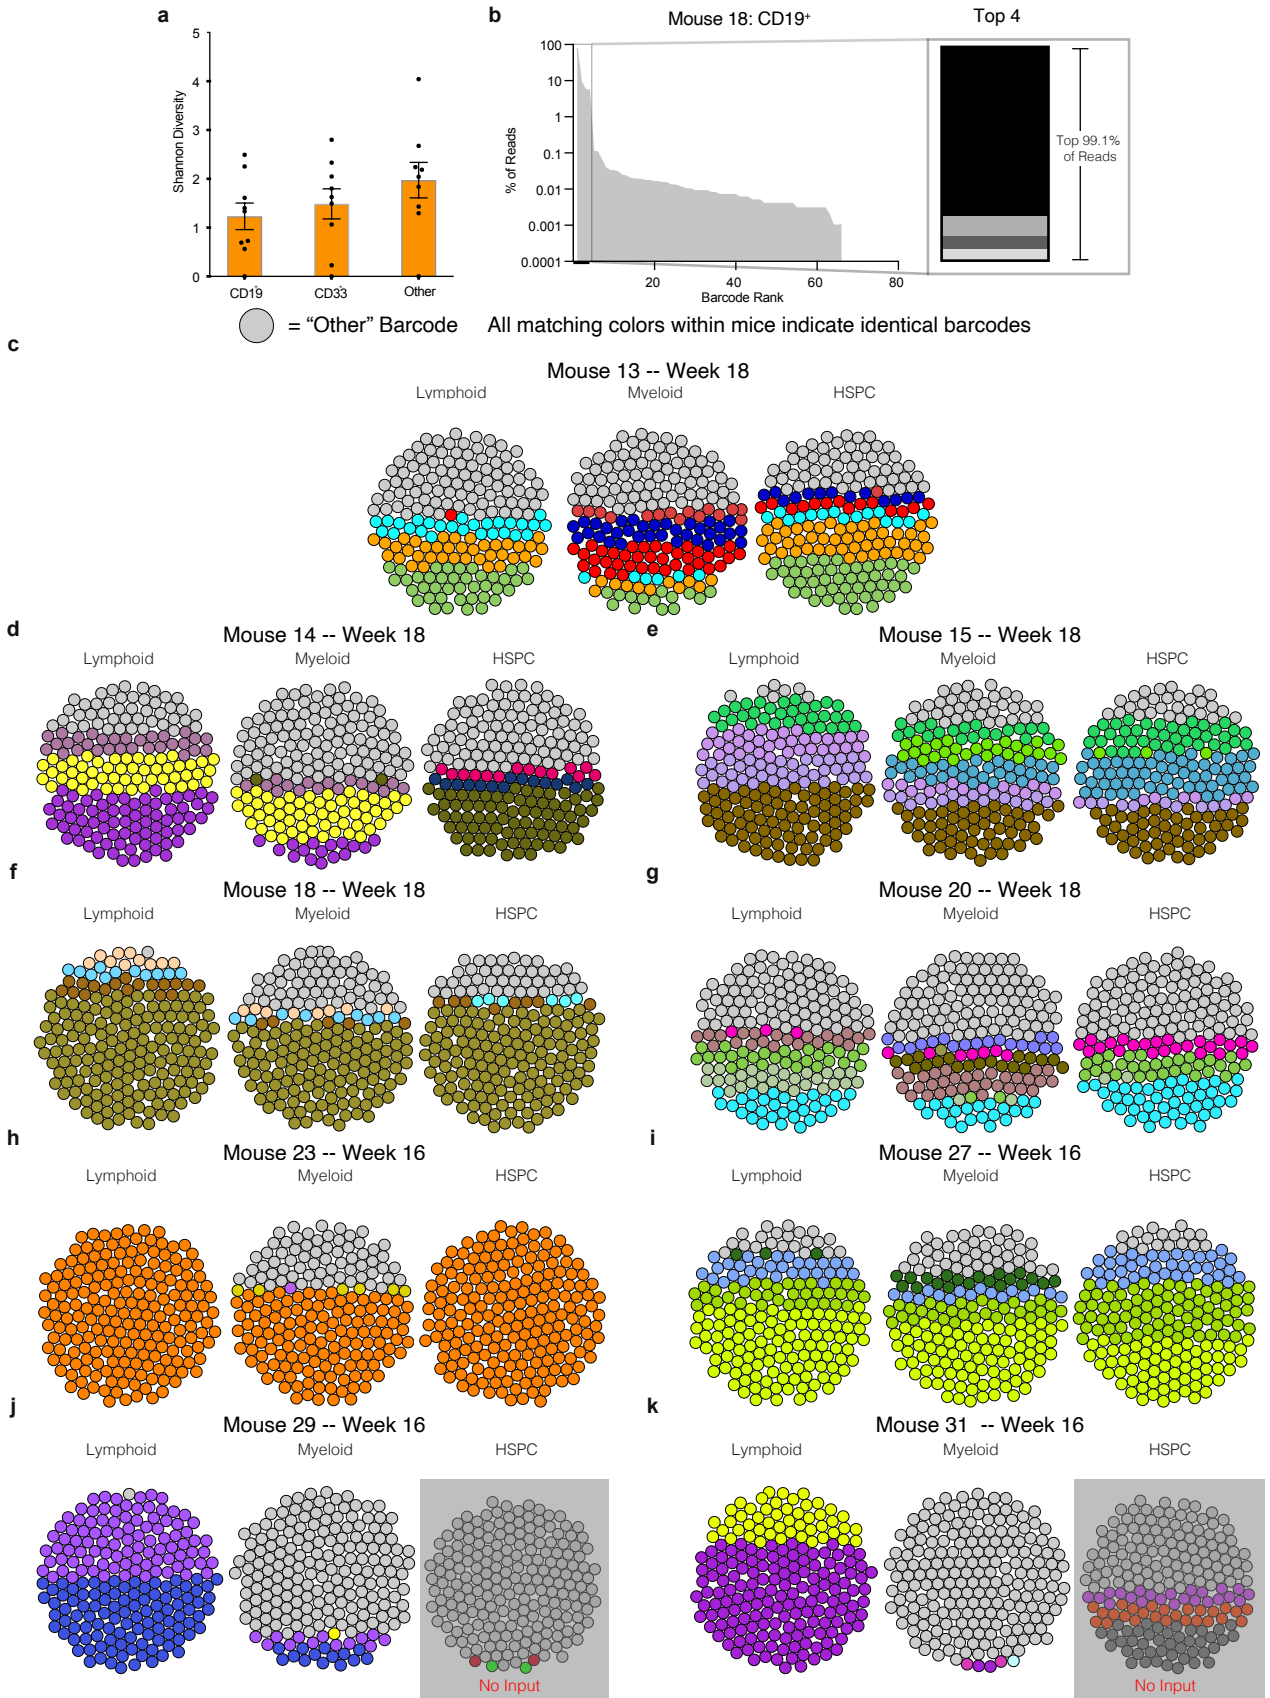 a
b
Mouse 18: CD19+
Top 4
Shannon Diversity
5
4
3
2
1
0
CD19+
CD33+
Other
% of Reads
100
10
1
0.1
0.01
0.001
0.0001
20
40
60
80
Barcode Rank
Top 99.1%
of Reads
= “Other” Barcode
All matching colors within mice indicate identical barcodes
c
Mouse 13 -- Week 18
Lymphoid
Myeloid
HSPC
d
Mouse 14 -- Week 18
Lymphoid
Myeloid
HSPC
e
Mouse 15 -- Week 18
Lymphoid
Myeloid
HSPC
f
Mouse 18 -- Week 18
Lymphoid
Myeloid
HSPC
g
Mouse 20 -- Week 18
Lymphoid
Myeloid
HSPC
h
Mouse 23 -- Week 16
Lymphoid
Myeloid
HSPC
i
Mouse 27 -- Week 16
Lymphoid
Myeloid
HSPC
j
Mouse 29 -- Week 16
Lymphoid
Myeloid
HSPC
No Input
k
Mouse 31 -- Week 16
Lymphoid
Myeloid
HSPC
No Input